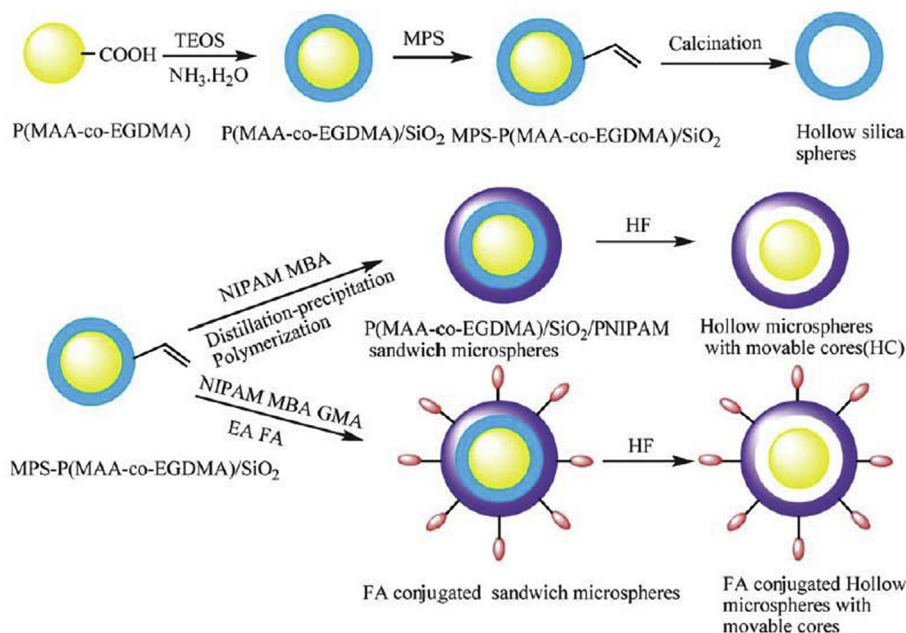 COOH
TEOS
NH3.H2O
MPS
Calcination
P(MAA-co-EGDMA)
P(MAA-co-EGDMA)/SiO2
MPS-P(MAA-co-EGDMA)/SiO2
Hollow silica
spheres
NIPAM MBA
Distillation-precipitation
Polymerization
HF
P(MAA-co-EGDMA)/SiO2/PNIPAM
sandwich microspheres
Hollow microspheres
with movable cores(HC)
NIPAM MBA GMA
EA FA
MPS-P(MAA-co-EGDMA)/SiO2
HF
FA conjugated sandwich microspheres
FA conjugated Hollow
microspheres with
movable cores